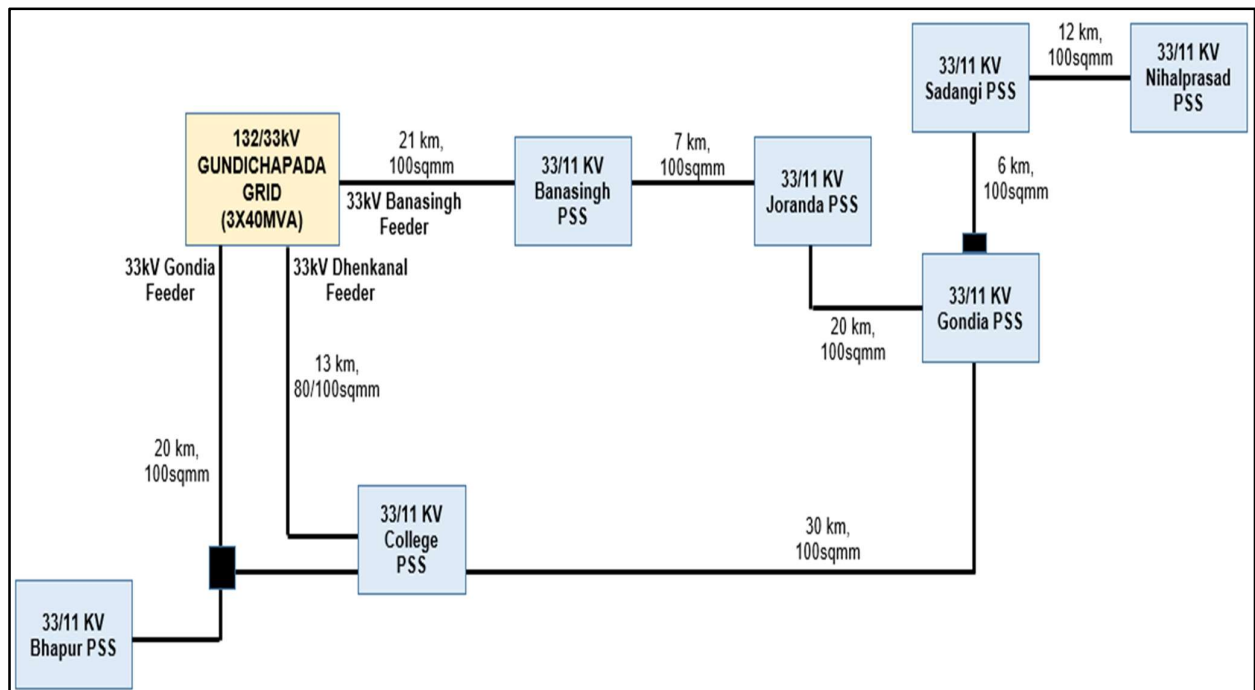 12 km,
100sqmm
33/11 KV
Sadangi PSS
33/11 KV
Nihalprasad
PSS
132/33kV
GUNDICHAPADA
GRID
(3X40MVA)
21 km,
100sqmm
33kV Banasingh
Feeder
33/11 KV
Banasingh
PSS
7 km,
100sqmm
33/11 KV
Joranda PSS
6 km,
100sqmm
33kV Gondia
Feeder
33kV Dhenkanal
Feeder
33/11 KV
Gondia PSS
20 km,
100sqmm
13 km,
80/100sqmm
20 km,
100sqmm
33/11 KV
College
PSS
30 km,
100sqmm
33/11 KV
Bhapur PSS